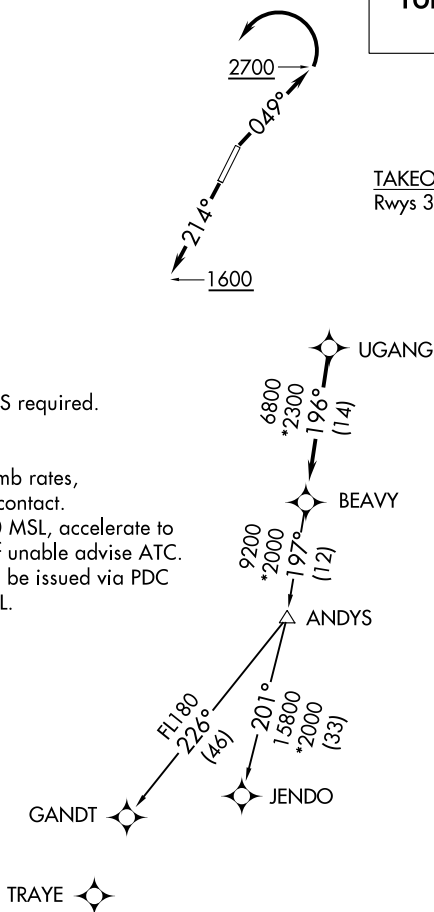 2700
049°
TAKEO
Rwys 3
214°
1600
UGANG
S required.
6800
*2300
196°
(14)
mb rates,
contact.
0 MSL, accelerate to
f unable advise ATC.
be issued via PDC
L.
BEAVY
9200
*2000
197°
(12)
ANDYS
FL180
226°
(46)
201°
15800
*2000
(33)
GANDT
JENDO
TRAYE